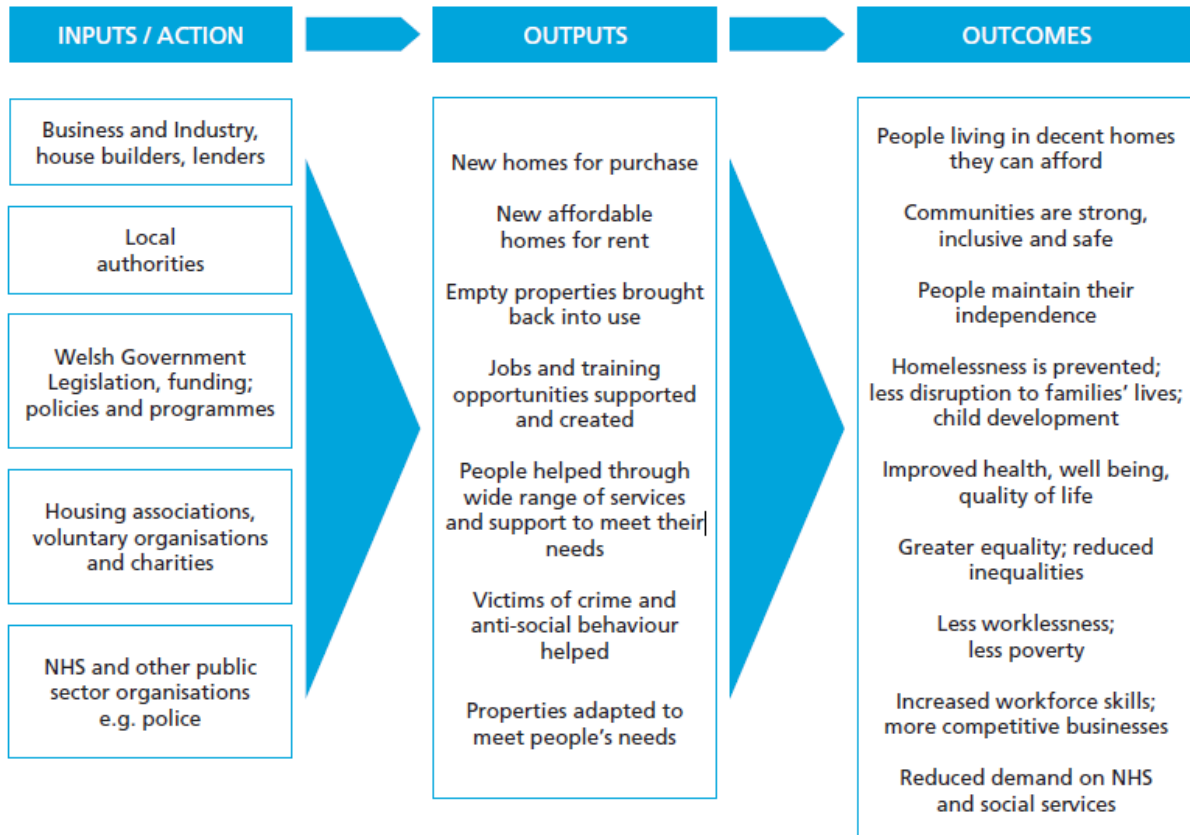 INPUTS / ACTION
OUTPUTS
OUTCOMES
Business and Industry,
house builders, lenders
Local
authorities
Welsh Government
Legislation, funding;
policies and programmes
Housing associations,
voluntary organisations
and charities
NHS and other public
sector organisations
e.g. police
New homes for purchase
New affordable
homes for rent
Empty properties brought
back into use
Jobs and training
opportunities supported
and created
People helped through
wide range of services
and support to meet their
needs
Victims of crime and
anti-social behaviour
helped
Properties adapted to
meet people’s needs
People living in decent homes
they can afford
Communities are strong,
inclusive and safe
People maintain their
independence
Homelessness is prevented;
less disruption to families’ lives;
child development
Improved health, well being,
quality of life
Greater equality; reduced
inequalities
Less worklessness;
less poverty
Increased workforce skills;
more competitive businesses
Reduced demand on NHS
and social services